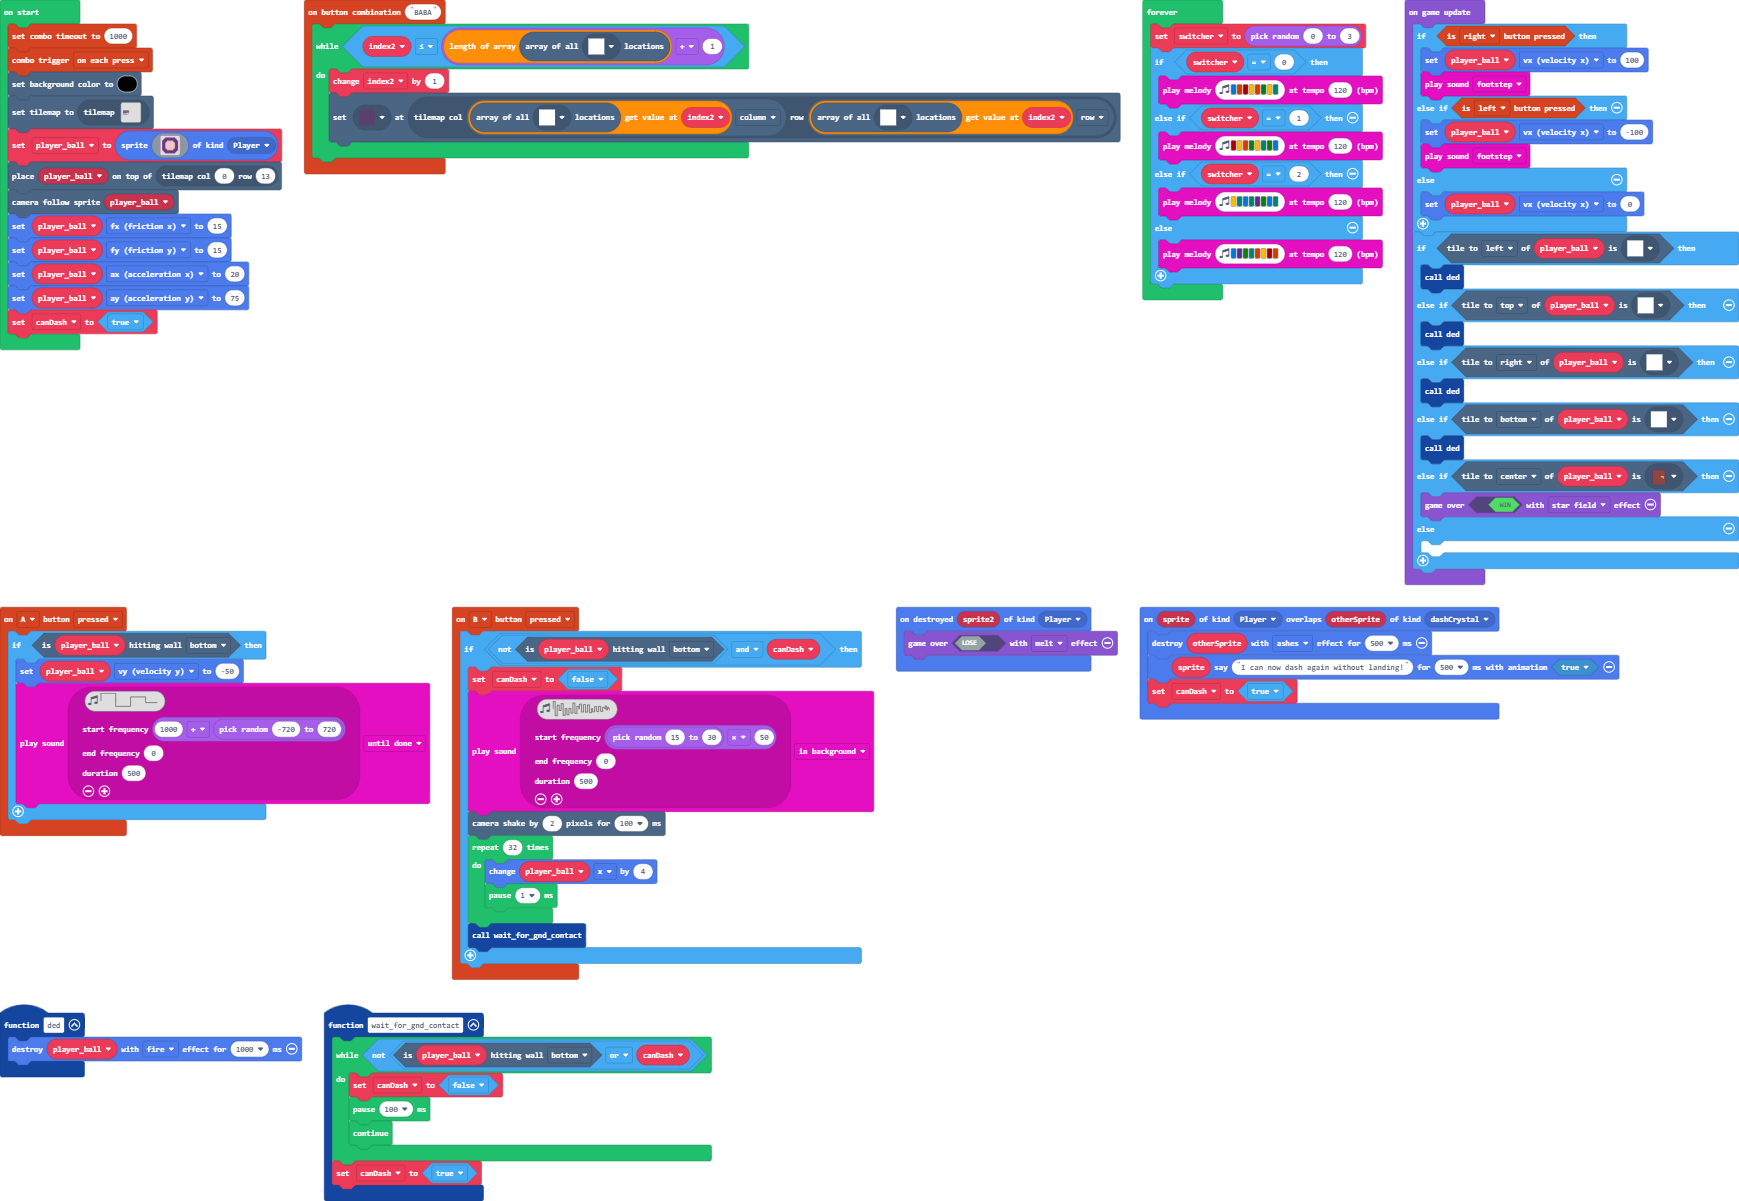 on start
set combo timeout to 1000
combo trigger on each press
set background color to
set tilemap to tilemap
set player_ball to sprite of kind Player
place player_ball on top of tilemap col 0 row 13
camera follow sprite player_ball
set player_ball fx (friction x) to 15
set player_ball fy (friction y) to 15
set player_ball ax (acceleration x) to 20
set player_ball ay (acceleration y) to 75
set canDash to true
on button combination "BABA"
while index2 ≤ length of array array of all locations + 1
do
change index2 by 1
set at tilemap col array of all locations get value at index2 column row array of all locations get value at index2 row
forever
set switcher to pick random 0 to 3
if switcher = 0 then
play melody at tempo 120 (bpm)
else if switcher = 1 then
play melody at tempo 120 (bpm)
else if switcher = 2 then
play melody at tempo 120 (bpm)
else
play melody at tempo 120 (bpm)
on game update
if is right button pressed then
set player_ball vx (velocity x) to 100
play sound footstep
else if is left button pressed then
set player_ball vx (velocity x) to -100
play sound footstep
else
set player_ball vx (velocity x) to 0
if tile to left of player_ball is then
call ded
else if tile to top of player_ball is then
call ded
else if tile to right of player_ball is then
call ded
else if tile to bottom of player_ball is then
call ded
else if tile to center of player_ball is then
game over WIN with star field effect
else
on A button pressed
if is player_ball hitting wall bottom then
set player_ball vy (velocity y) to -50
play sound
start frequency 1000 + pick random -720 to 720
end frequency 0
duration 500
until done
on B button pressed
if not is player_ball hitting wall bottom and canDash then
set canDash to false
play sound
start frequency pick random 15 to 30 × 50
end frequency 0
duration 500
in background
camera shake by 2 pixels for 100 ms
repeat 32 times
do
change player_ball x by 4
pause 1 ms
call wait_for_gnd_contact
on destroyed sprite2 of kind Player
game over LOSE with melt effect
on sprite of kind Player overlaps otherSprite of kind dashCrystal
destroy otherSprite with ashes effect for 500 ms
sprite say "I can now dash again without landing!" for 500 ms with animation true
set canDash to true
function ded
destroy player_ball with fire effect for 1000 ms
function wait_for_gnd_contact
while not is player_ball hitting wall bottom or canDash
do
set canDash to false
pause 100 ms
continue
set canDash to true